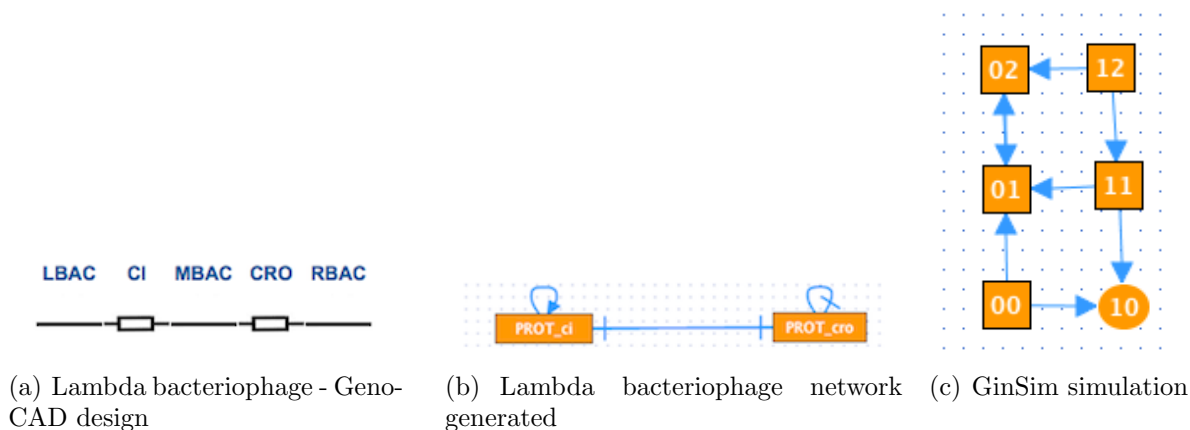 LBAC CI MBAC CRO RBAC
PROT_ci PROT_cro
02 12
01 11
00 10
(a) Lambda bacteriophage - Geno-
CAD design
(b) Lambda bacteriophage network
generated
(c) GinSim simulation